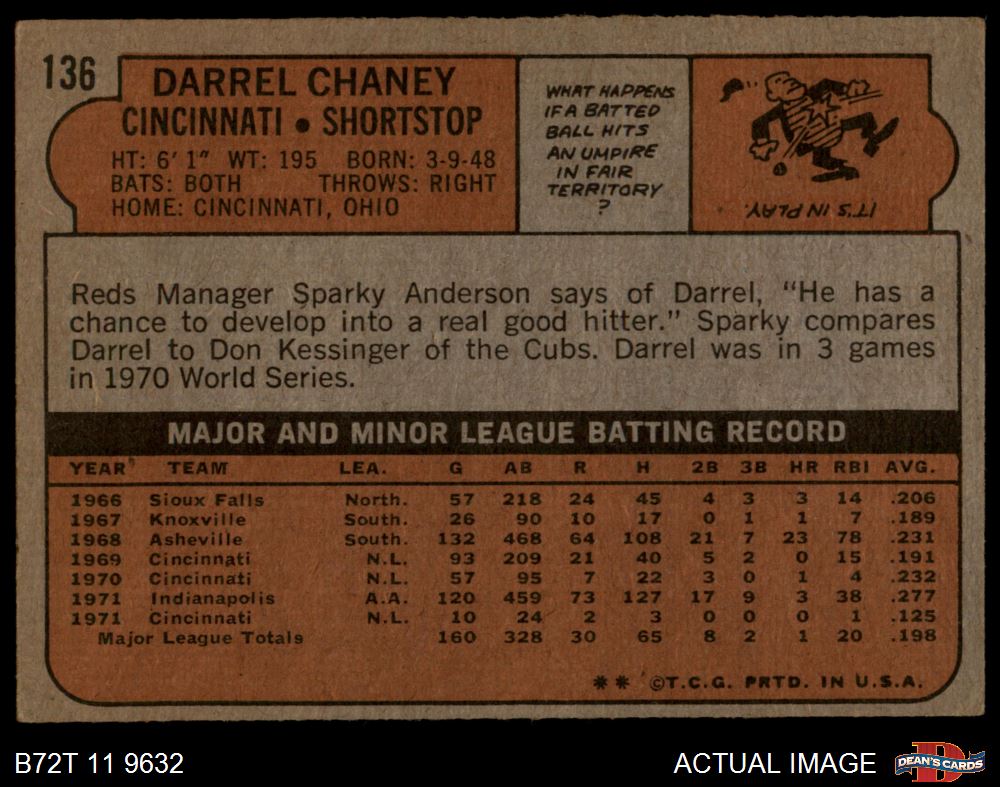 136
DARREL CHANEY
CINCINNATI • SHORTSTOP
HT: 6' 1" WT: 195 BORN: 3-9-48
BATS: BOTH THROWS: RIGHT
HOME: CINCINNATI, OHIO
WHAT HAPPENS
IF A BATTED
BALL HITS
AN UMPIRE
IN FAIR
TERRITORY
?
IT'S IN PLAY.
Reds Manager Sparky Anderson says of Darrel, "He has a
chance to develop into a real good hitter." Sparky compares
Darrel to Don Kessinger of the Cubs. Darrel was in 3 games
in 1970 World Series.
MAJOR AND MINOR LEAGUE BATTING RECORD
YEAR TEAM LEA. G AB R H 2B 3B HR RBI AVG.
1966 Sioux Falls North. 57 218 24 45 4 3 3 14 .206
1967 Knoxville South. 26 90 10 17 0 1 1 7 .189
1968 Asheville South. 132 468 64 108 21 7 23 78 .231
1969 Cincinnati N.L. 93 209 21 40 5 2 0 15 .191
1970 Cincinnati N.L. 57 95 7 22 3 0 1 4 .232
1971 Indianapolis A.A. 120 459 73 127 17 9 3 38 .277
1971 Cincinnati N.L. 10 24 2 3 0 0 0 1 .125
Major League Totals 160 328 30 65 8 2 1 20 .198
** ©T.C.G. PRTD. IN U.S.A.
B72T 11 9632
ACTUAL IMAGE
DEAN'S CARDS